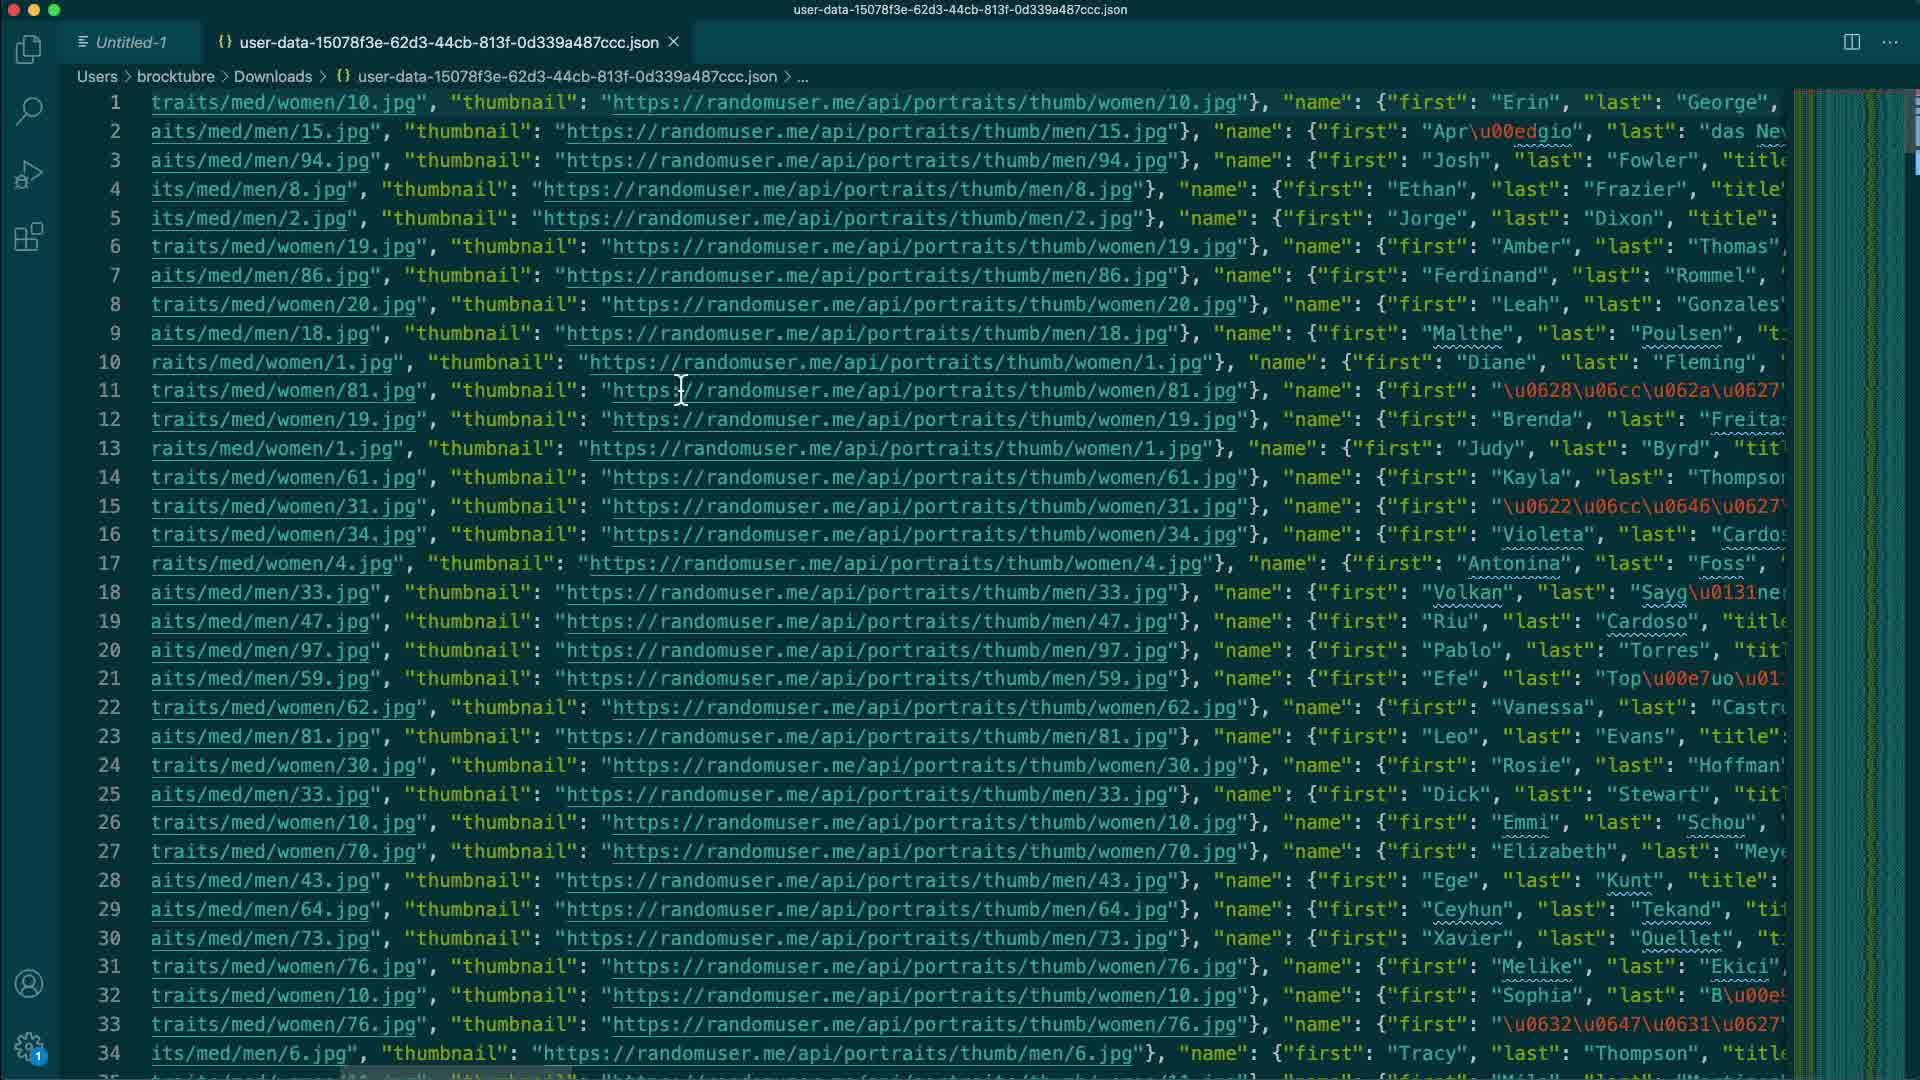 user-data-15078f3e-62d3-44cb-813f-0d339a487ccc.json
Untitled-1 {} user-data-15078f3e-62d3-44cb-813f-0d339a487ccc.json ×
Users > brocktubre > Downloads > {} user-data-15078f3e-62d3-44cb-813f-0d339a487ccc.json > ...
1 traits/med/women/10.jpg", "thumbnail": "https://randomuser.me/api/portraits/thumb/women/10.jpg"}, "name": {"first": "Erin", "last": "George",
2 aits/med/men/15.jpg", "thumbnail": "https://randomuser.me/api/portraits/thumb/men/15.jpg"}, "name": {"first": "Apr\u00edgio", "last": "das Ne
3 aits/med/men/94.jpg", "thumbnail": "https://randomuser.me/api/portraits/thumb/men/94.jpg"}, "name": {"first": "Josh", "last": "Fowler", "title
4 its/med/men/8.jpg", "thumbnail": "https://randomuser.me/api/portraits/thumb/men/8.jpg"}, "name": {"first": "Ethan", "last": "Frazier", "title"
5 its/med/men/2.jpg", "thumbnail": "https://randomuser.me/api/portraits/thumb/men/2.jpg"}, "name": {"first": "Jorge", "last": "Dixon", "title":
6 traits/med/women/19.jpg", "thumbnail": "https://randomuser.me/api/portraits/thumb/women/19.jpg"}, "name": {"first": "Amber", "last": "Thomas",
7 aits/med/men/86.jpg", "thumbnail": "https://randomuser.me/api/portraits/thumb/men/86.jpg"}, "name": {"first": "Ferdinand", "last": "Rommel", "
8 traits/med/women/20.jpg", "thumbnail": "https://randomuser.me/api/portraits/thumb/women/20.jpg"}, "name": {"first": "Leah", "last": "Gonzales"
9 aits/med/men/18.jpg", "thumbnail": "https://randomuser.me/api/portraits/thumb/men/18.jpg"}, "name": {"first": "Malthe", "last": "Poulsen", "ti
10 raits/med/women/1.jpg", "thumbnail": "https://randomuser.me/api/portraits/thumb/women/1.jpg"}, "name": {"first": "Diane", "last": "Fleming", "
11 traits/med/women/81.jpg", "thumbnail": "https://randomuser.me/api/portraits/thumb/women/81.jpg"}, "name": {"first": "\u0628\u06cc\u062a\u0627"
12 traits/med/women/19.jpg", "thumbnail": "https://randomuser.me/api/portraits/thumb/women/19.jpg"}, "name": {"first": "Brenda", "last": "Freitas
13 raits/med/women/1.jpg", "thumbnail": "https://randomuser.me/api/portraits/thumb/women/1.jpg"}, "name": {"first": "Judy", "last": "Byrd", "tit
14 traits/med/women/61.jpg", "thumbnail": "https://randomuser.me/api/portraits/thumb/women/61.jpg"}, "name": {"first": "Kayla", "last": "Thompson
15 traits/med/women/31.jpg", "thumbnail": "https://randomuser.me/api/portraits/thumb/women/31.jpg"}, "name": {"first": "\u0622\u06cc\u0646\u0627"
16 traits/med/women/34.jpg", "thumbnail": "https://randomuser.me/api/portraits/thumb/women/34.jpg"}, "name": {"first": "Violeta", "last": "Cardos
17 raits/med/women/4.jpg", "thumbnail": "https://randomuser.me/api/portraits/thumb/women/4.jpg"}, "name": {"first": "Antonina", "last": "Foss", "
18 aits/med/men/33.jpg", "thumbnail": "https://randomuser.me/api/portraits/thumb/men/33.jpg"}, "name": {"first": "Volkan", "last": "Sayg\u0131ner
19 aits/med/men/47.jpg", "thumbnail": "https://randomuser.me/api/portraits/thumb/men/47.jpg"}, "name": {"first": "Riu", "last": "Cardoso", "title
20 aits/med/men/97.jpg", "thumbnail": "https://randomuser.me/api/portraits/thumb/men/97.jpg"}, "name": {"first": "Pablo", "last": "Torres", "tit
21 aits/med/men/59.jpg", "thumbnail": "https://randomuser.me/api/portraits/thumb/men/59.jpg"}, "name": {"first": "Efe", "last": "Top\u00e7uo\u01
22 traits/med/women/62.jpg", "thumbnail": "https://randomuser.me/api/portraits/thumb/women/62.jpg"}, "name": {"first": "Vanessa", "last": "Castr
23 aits/med/men/81.jpg", "thumbnail": "https://randomuser.me/api/portraits/thumb/men/81.jpg"}, "name": {"first": "Leo", "last": "Evans", "title":
24 traits/med/women/30.jpg", "thumbnail": "https://randomuser.me/api/portraits/thumb/women/30.jpg"}, "name": {"first": "Rosie", "last": "Hoffman"
25 aits/med/men/33.jpg", "thumbnail": "https://randomuser.me/api/portraits/thumb/men/33.jpg"}, "name": {"first": "Dick", "last": "Stewart", "tit
26 traits/med/women/10.jpg", "thumbnail": "https://randomuser.me/api/portraits/thumb/women/10.jpg"}, "name": {"first": "Emmi", "last": "Schou", "
27 traits/med/women/70.jpg", "thumbnail": "https://randomuser.me/api/portraits/thumb/women/70.jpg"}, "name": {"first": "Elizabeth", "last": "Meye
28 aits/med/men/43.jpg", "thumbnail": "https://randomuser.me/api/portraits/thumb/men/43.jpg"}, "name": {"first": "Ege", "last": "Kunt", "title":
29 aits/med/men/64.jpg", "thumbnail": "https://randomuser.me/api/portraits/thumb/men/64.jpg"}, "name": {"first": "Ceyhun", "last": "Tekand", "tit
30 aits/med/men/73.jpg", "thumbnail": "https://randomuser.me/api/portraits/thumb/men/73.jpg"}, "name": {"first": "Xavier", "last": "Ouellet", "ti
31 traits/med/women/76.jpg", "thumbnail": "https://randomuser.me/api/portraits/thumb/women/76.jpg"}, "name": {"first": "Melike", "last": "Ekici",
32 traits/med/women/10.jpg", "thumbnail": "https://randomuser.me/api/portraits/thumb/women/10.jpg"}, "name": {"first": "Sophia", "last": "B\u00e9
33 traits/med/women/76.jpg", "thumbnail": "https://randomuser.me/api/portraits/thumb/women/76.jpg"}, "name": {"first": "\u0632\u0647\u0631\u0627"
34 its/med/men/6.jpg", "thumbnail": "https://randomuser.me/api/portraits/thumb/men/6.jpg"}, "name": {"first": "Tracy", "last": "Thompson", "title
1